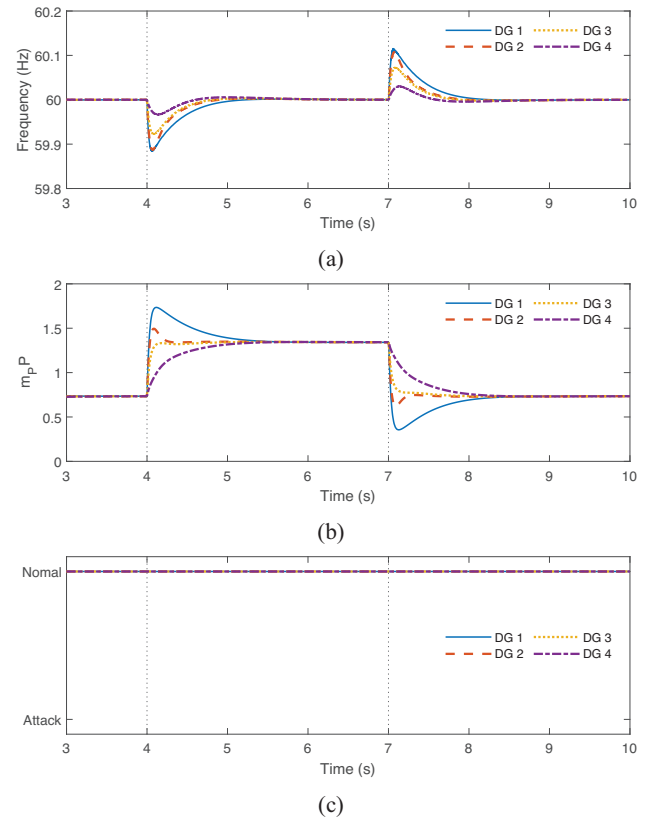 60.2
60.1
60
59.9
59.8
Frequency (Hz)
DG 1
DG 2
DG 3
DG 4
3 4 5 6 7 8 9 10
Time (s)
(a)
2
1.5
1
0.5
0
mPP
DG 1
DG 2
DG 3
DG 4
3 4 5 6 7 8 9 10
Time (s)
(b)
Nomal
Attack
DG 1
DG 2
DG 3
DG 4
3 4 5 6 7 8 9 10
Time (s)
(c)